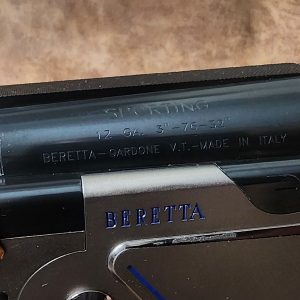 SPORTING
12 GA. 3"-76-32"
BERETTA-GARDONE V.T.-MADE IN ITALY
BERETTA